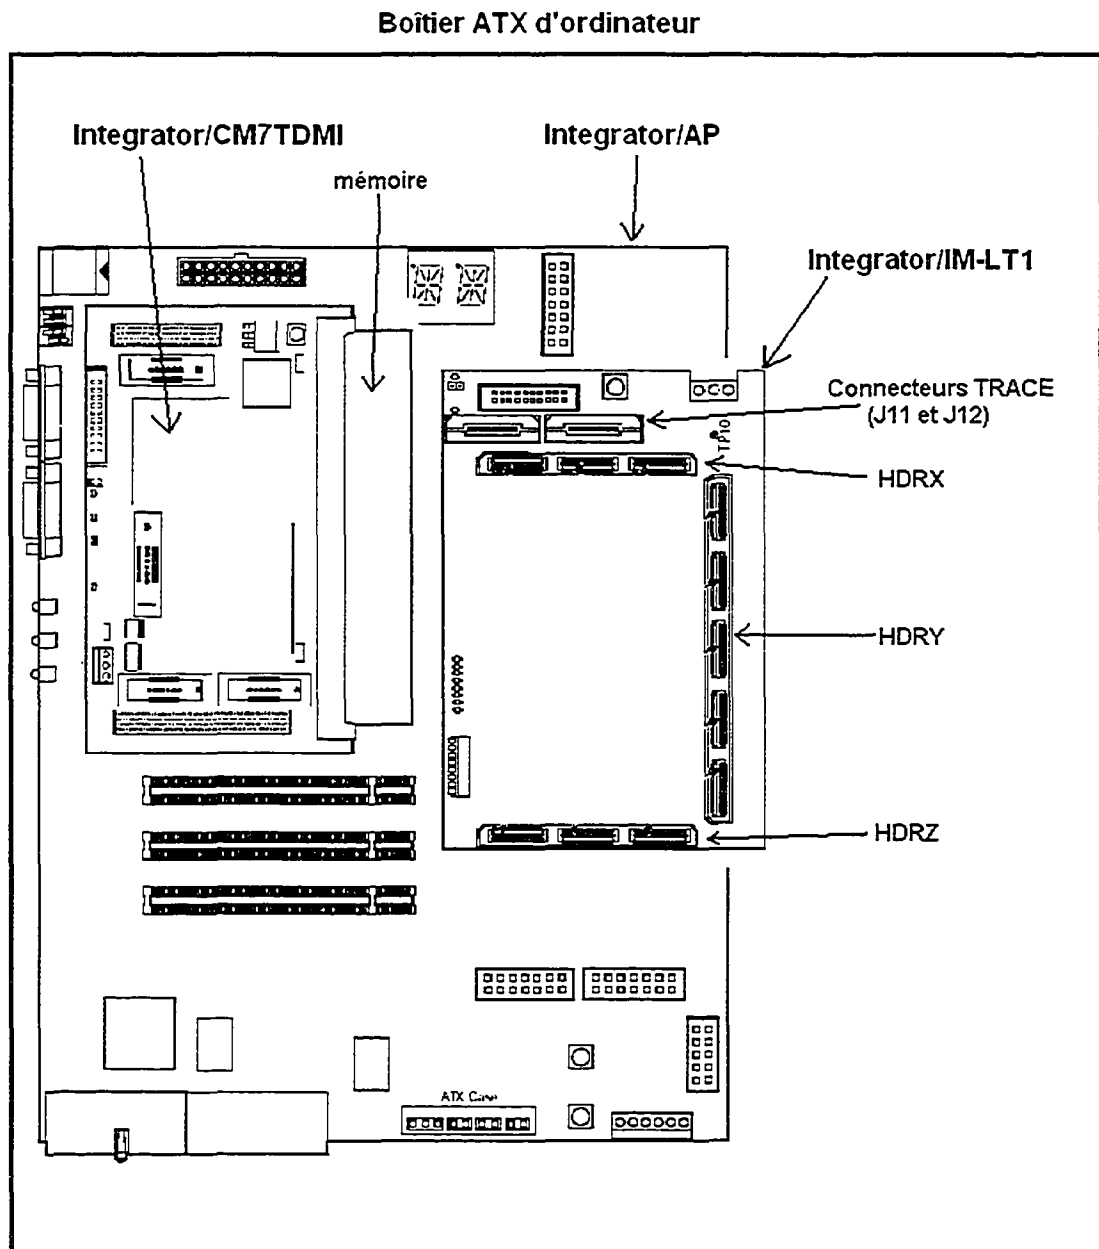 Boîtier ATX d'ordinateur
Integrator/CM7TDMI
Integrator/AP
mémoire
Integrator/IM-LT1
Connecteurs TRACE
(J11 et J12)
TP10
HDRX
HDRY
HDRZ
ATX Case